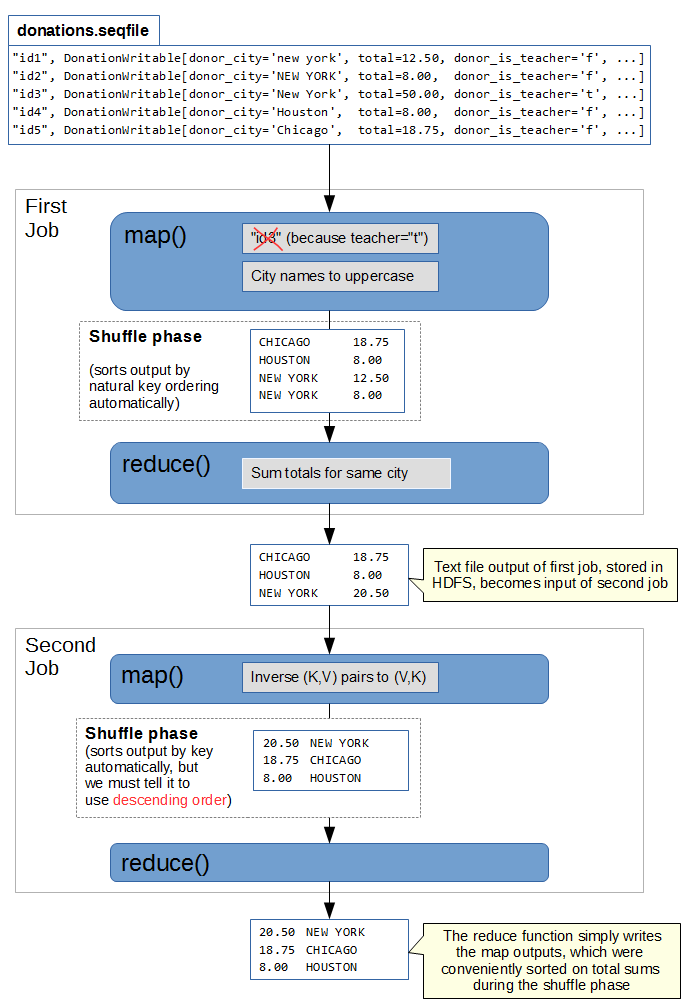 donations.seqfile
"id1", DonationWritable[donor_city='new york', total=12.50, donor_is_teacher='f', ...]
"id2", DonationWritable[donor_city='NEW YORK', total=8.00,  donor_is_teacher='f', ...]
"id3", DonationWritable[donor_city='New York', total=50.00, donor_is_teacher='t', ...]
"id4", DonationWritable[donor_city='Houston',  total=8.00,  donor_is_teacher='f', ...]
"id5", DonationWritable[donor_city='Chicago',  total=18.75, donor_is_teacher='f', ...]
First
Job
map()
"id3" (because teacher="t")
City names to uppercase
Shuffle phase
(sorts output by
natural key ordering
automatically)
CHICAGO 18.75
HOUSTON 8.00
NEW YORK 12.50
NEW YORK 8.00
reduce()
Sum totals for same city
CHICAGO 18.75
HOUSTON 8.00
NEW YORK 20.50
Text file output of first job, stored in
HDFS, becomes input of second job
Second
Job
map()
Inverse (K,V) pairs to (V,K)
Shuffle phase
(sorts output by key
automatically, but
we must tell it to
use descending order)
20.50 NEW YORK
18.75 CHICAGO
8.00 HOUSTON
reduce()
20.50 NEW YORK
18.75 CHICAGO
8.00 HOUSTON
The reduce function simply writes
the map outputs, which were
conveniently sorted on total sums
during the shuffle phase